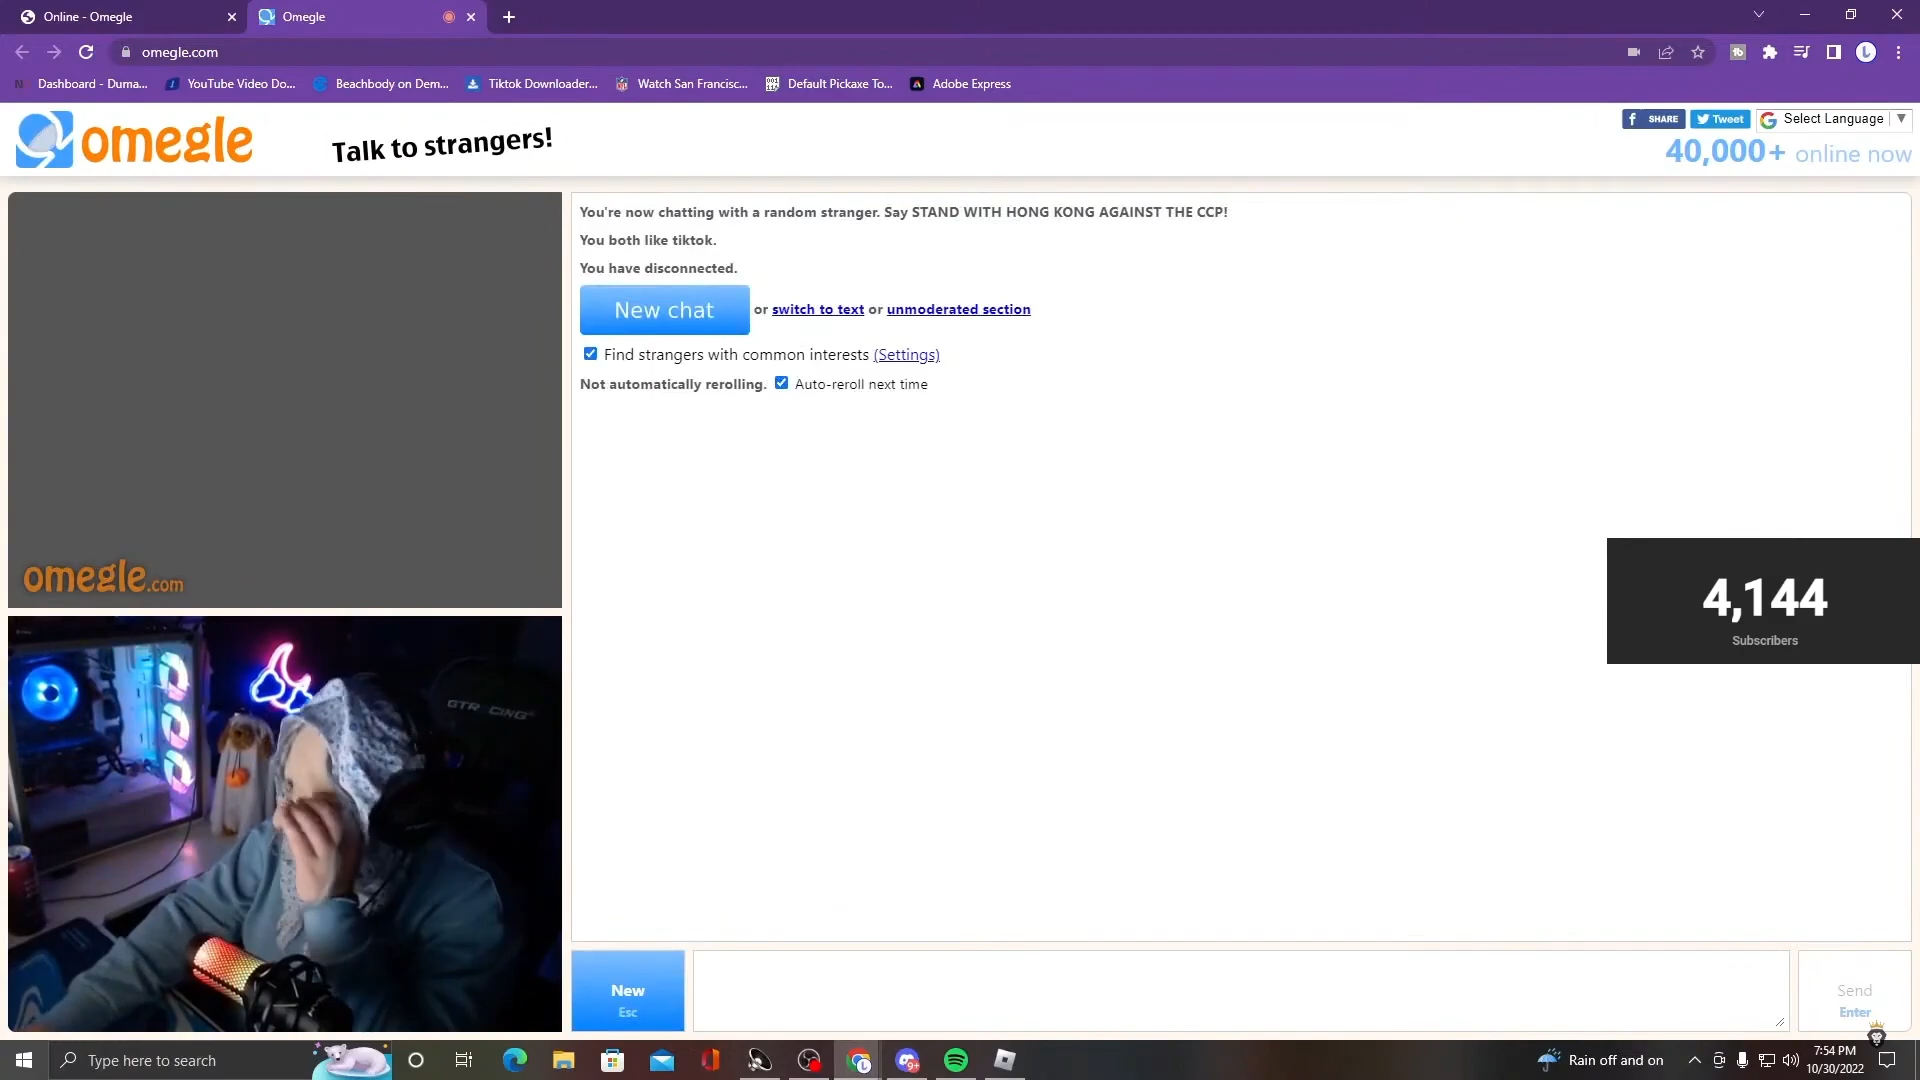 Online - Omegle
Omegle
omegle.com
Dashboard - Duma...
YouTube Video Do...
Beachbody on Dem...
Tiktok Downloader...
Watch San Francisc...
Default Pickaxe To...
Adobe Express
omegle
Talk to strangers!
SHARE
Tweet
Select Language
40,000+ online now
You're now chatting with a random stranger. Say STAND WITH HONG KONG AGAINST THE CCP!
You both like tiktok.
You have disconnected.
New chat or switch to text or unmoderated section
Find strangers with common interests (Settings)
Not automatically rerolling. Auto-reroll next time
omegle.com
4,144
Subscribers
GTRACING
New
Esc
Send
Enter
Type here to search
9+
Rain off and on
7:54 PM
10/30/2022